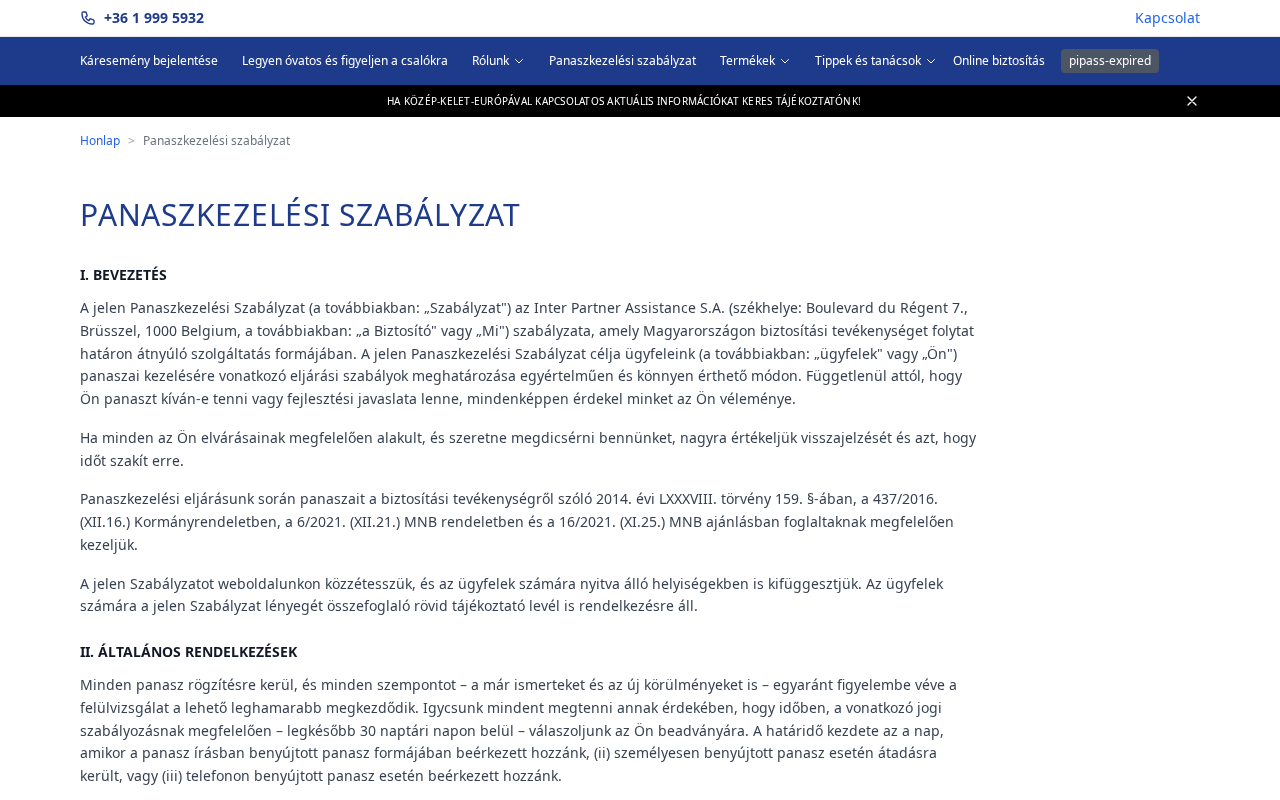 +36 1 999 5932
Kapcsolat
Káresemény bejelentése
Legyen óvatos és figyeljen a csalókra
Rólunk
Panaszkezelési szabályzat
Termékek
Tippek és tanácsok
Online biztosítás
pipass-expired
HA KÖZÉP-KELET-EURÓPÁVAL KAPCSOLATOS AKTUÁLIS INFORMÁCIÓKAT KERES TÁJÉKOZTATÓNK!
Honlap > Panaszkezelési szabályzat
PANASZKEZELÉSI SZABÁLYZAT
I. BEVEZETÉS
A jelen Panaszkezelési Szabályzat (a továbbiakban: „Szabályzat") az Inter Partner Assistance S.A. (székhelye: Boulevard du Régent 7.,
Brüsszel, 1000 Belgium, a továbbiakban: „a Biztosító" vagy „Mi") szabályzata, amely Magyarországon biztosítási tevékenységet folytat
határon átnyúló szolgáltatás formájában. A jelen Panaszkezelési Szabályzat célja ügyfeleink (a továbbiakban: „ügyfelek" vagy „Ön")
panaszai kezelésére vonatkozó eljárási szabályok meghatározása egyértelműen és könnyen érthető módon. Függetlenül attól, hogy
Ön panaszt kíván-e tenni vagy fejlesztési javaslata lenne, mindenképpen érdekel minket az Ön véleménye.
Ha minden az Ön elvárásainak megfelelően alakult, és szeretne megdicsérni bennünket, nagyra értékeljük visszajelzését és azt, hogy
időt szakít erre.
Panaszkezelési eljárásunk során panaszait a biztosítási tevékenységről szóló 2014. évi LXXXVIII. törvény 159. §-ában, a 437/2016.
(XII.16.) Kormányrendeletben, a 6/2021. (XII.21.) MNB rendeletben és a 16/2021. (XI.25.) MNB ajánlásban foglaltaknak megfelelően
kezeljük.
A jelen Szabályzatot weboldalunkon közzétesszük, és az ügyfelek számára nyitva álló helyiségekben is kifüggesztjük. Az ügyfelek
számára a jelen Szabályzat lényegét összefoglaló rövid tájékoztató levél is rendelkezésre áll.
II. ÁLTALÁNOS RENDELKEZÉSEK
Minden panasz rögzítésre kerül, és minden szempontot – a már ismerteket és az új körülményeket is – egyaránt figyelembe véve a
felülvizsgálat a lehető leghamarabb megkezdődik. Igycsunk mindent megtenni annak érdekében, hogy időben, a vonatkozó jogi
szabályozásnak megfelelően – legkésőbb 30 naptári napon belül – válaszoljunk az Ön beadványára. A határidő kezdete az a nap,
amikor a panasz írásban benyújtott panasz formájában beérkezett hozzánk, (ii) személyesen benyújtott panasz esetén átadásra
került, vagy (iii) telefonon benyújtott panasz esetén beérkezett hozzánk.